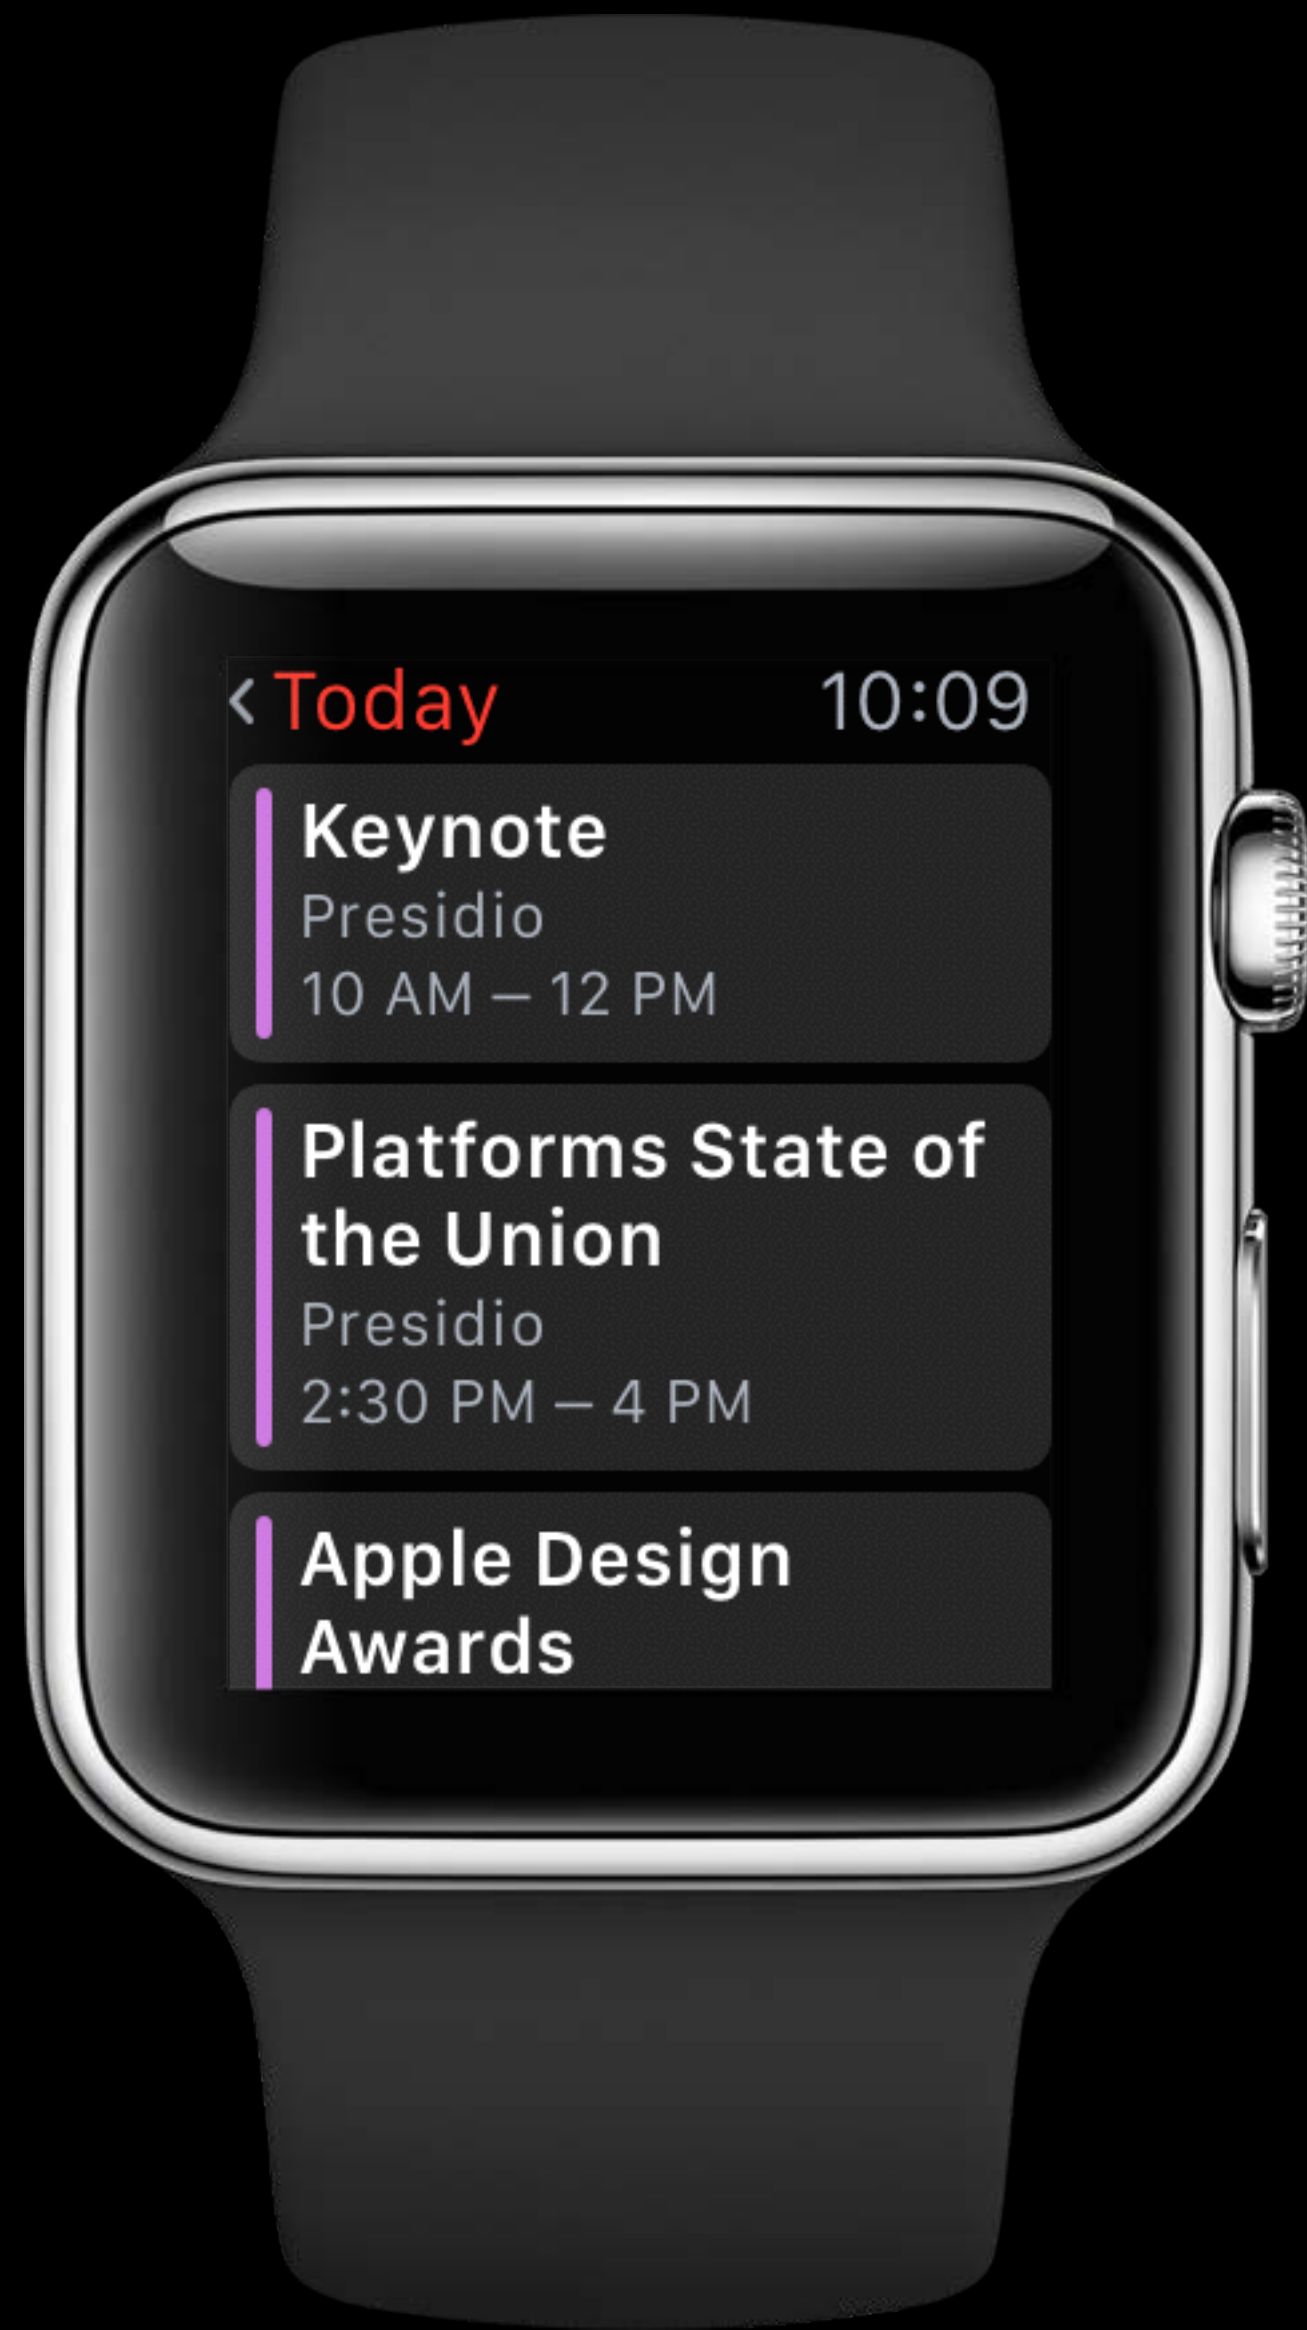 < Today 10:09
Keynote
Presidio
10 AM – 12 PM
Platforms State of
the Union
Presidio
2:30 PM – 4 PM
Apple Design
Awards